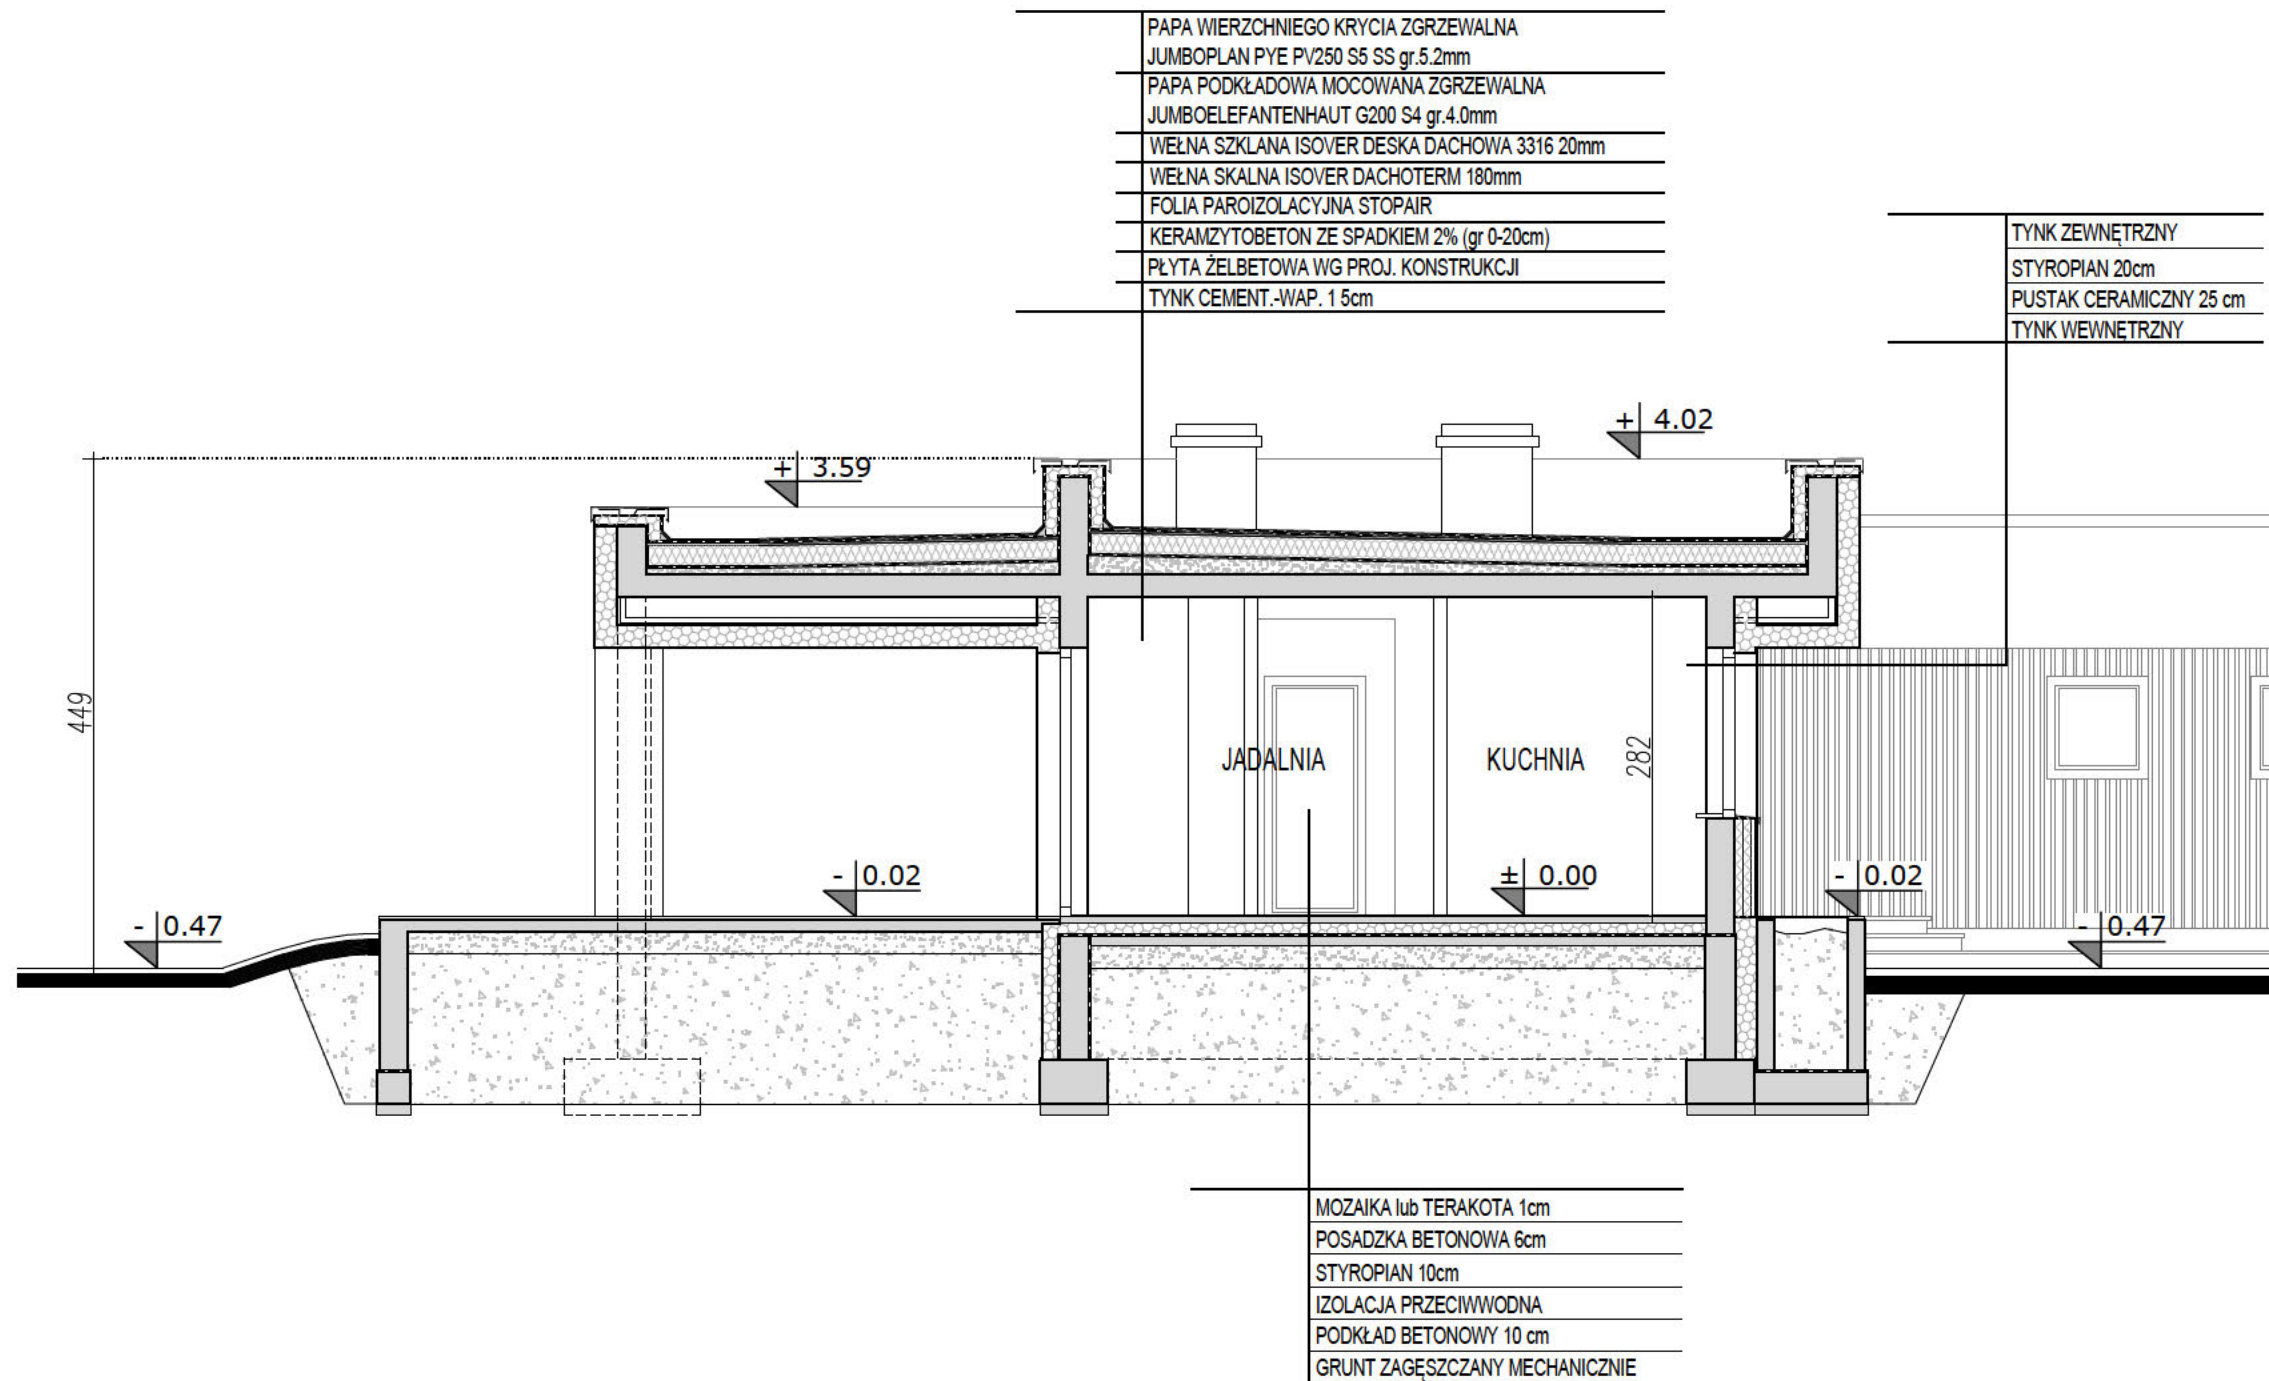 PAPA WIERZCHNIEGO KRYCIA ZGRZEWALNA
JUMBOPLAN PYE PV250 S5 SS gr.5.2mm
PAPA PODKŁADOWA MOCOWANA ZGRZEWALNA
JUMBOELEFANTENHAUT G200 S4 gr.4.0mm
WEŁNA SZKLANA ISOVER DESKA DACHOWA 3316 20mm
WEŁNA SKALNA ISOVER DACHOTERM 180mm
FOLIA PAROIZOLACYJNA STOPAIR
KERAMZYTOBETON ZE SPADKIEM 2% (gr 0-20cm)
PŁYTA ŻELBETOWA WG PROJ. KONSTRUKCJI
TYNK CEMENT.-WAP. 1 5cm
TYNK ZEWNĘTRZNY
STYROPIAN 20cm
PUSTAK CERAMICZNY 25 cm
TYNK WEWNĘTRZNY
+ 4.02
+ 3.59
449
JADALNIA
KUCHNIA
282
- 0.02
± 0.00
- 0.02
- 0.47
- 0.47
MOZAIKA lub TERAKOTA 1cm
POSADZKA BETONOWA 6cm
STYROPIAN 10cm
IZOLACJA PRZECIWWODNA
PODKŁAD BETONOWY 10 cm
GRUNT ZAGĘSZCZANY MECHANICZNIE